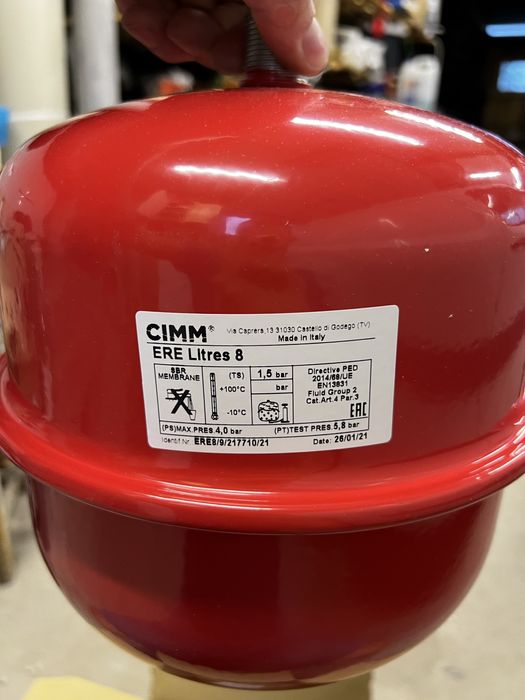 CIMM® Via Caprera,13 31030 Castello di Godego (TV)
Made in Italy
ERE Litres 8
SBR
MEMBRANE
(TS)
+100°C
-10°C
1,5 bar
bar
Directive PED
2014/68/UE
EN13831
Fluid Group 2
Cat.Art.4 Par.3
EAC
(PS)MAX.PRES.4,0 bar (PT)TEST PRES.5,8 bar
Identif Nr. ERE8/9/217710/21 Date: 26/01/21